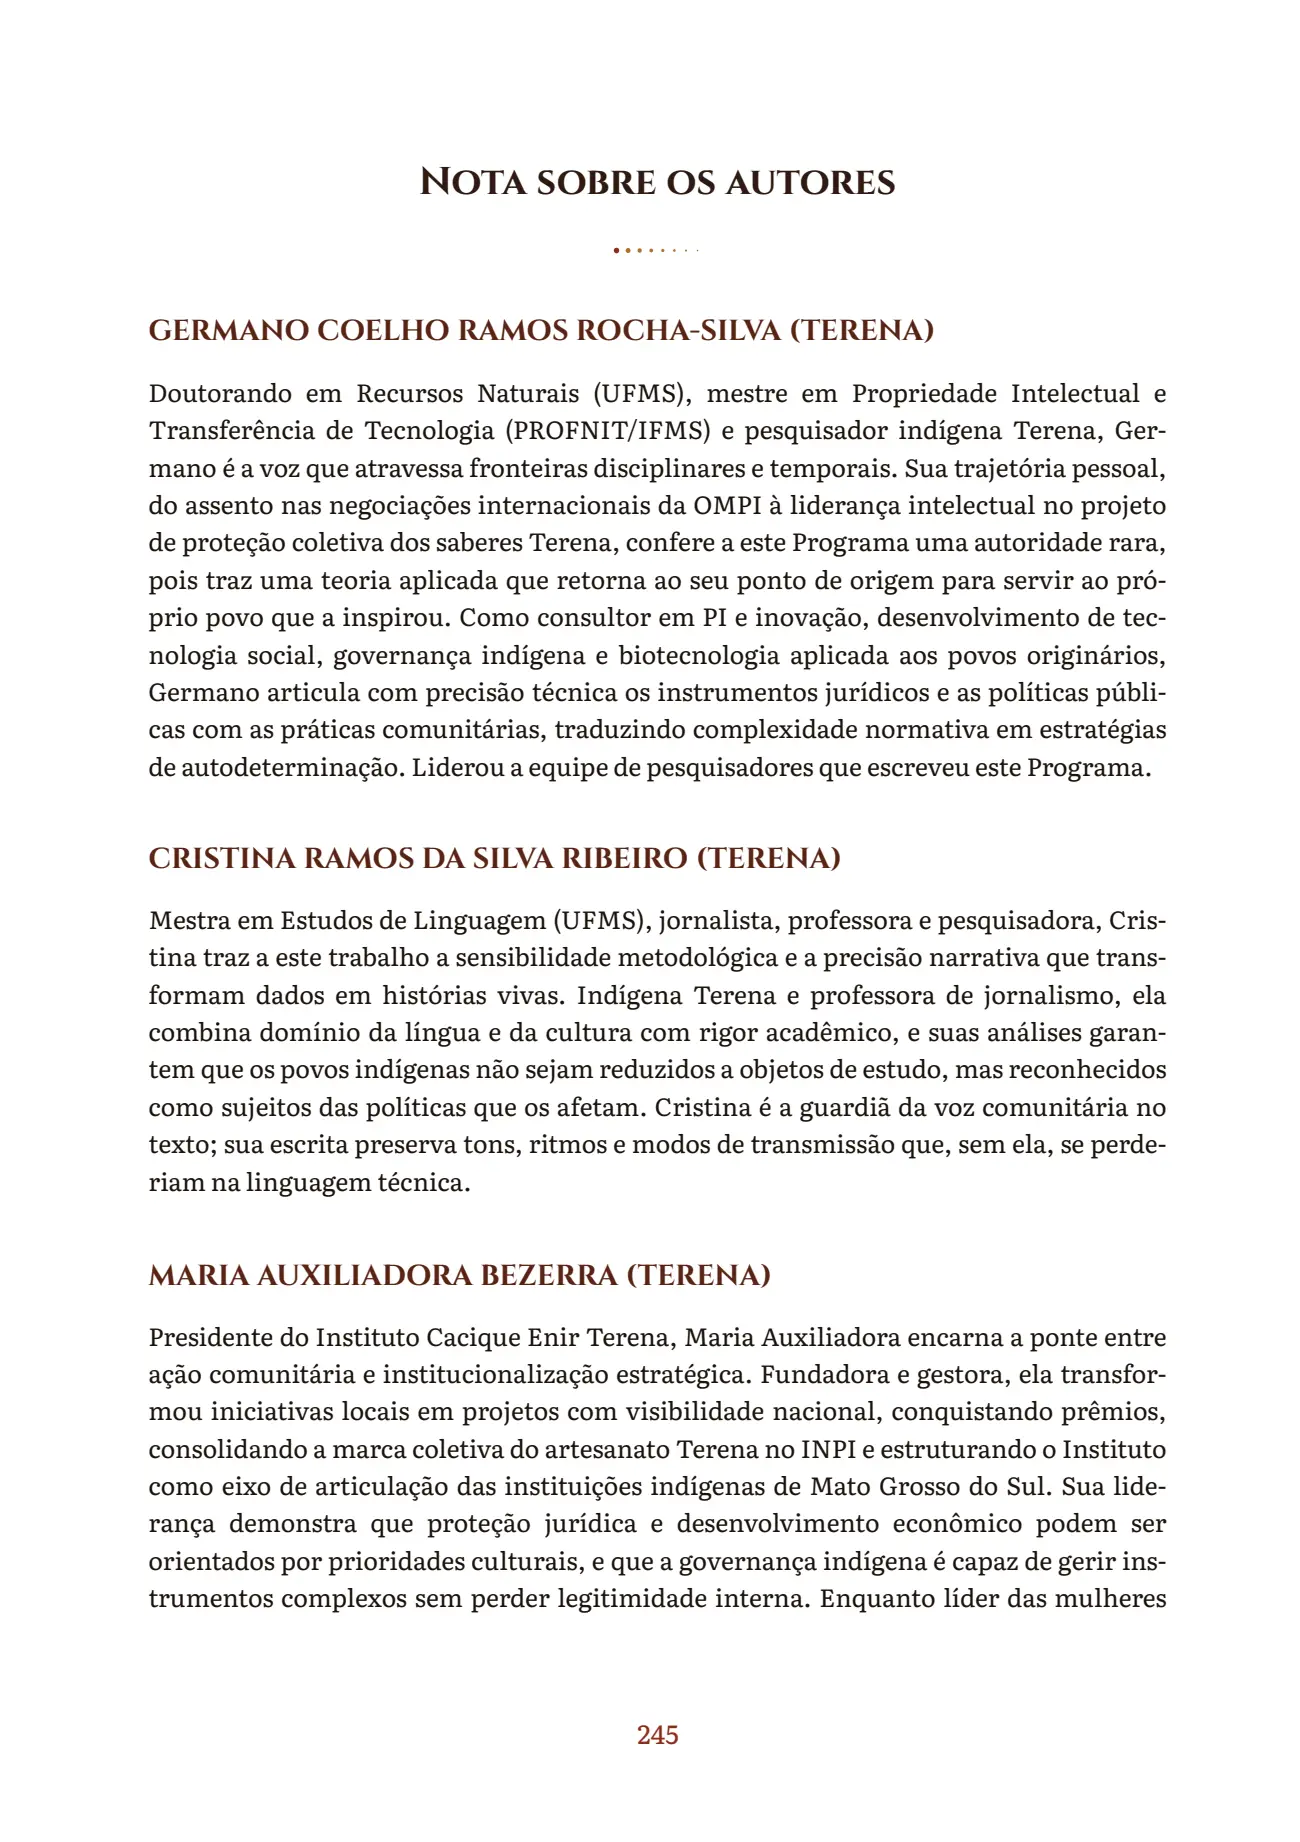 Nota sobre os autores
GERMANO COELHO RAMOS ROCHA-SILVA (TERENA)
Doutorando em Recursos Naturais (UFMS), mestre em Propriedade Intelectual e
Transferência de Tecnologia (PROFNIT/IFMS) e pesquisador indígena Terena, Ger-
mano é a voz que atravessa fronteiras disciplinares e temporais. Sua trajetória pessoal,
do assento nas negociações internacionais da OMPI à liderança intelectual no projeto
de proteção coletiva dos saberes Terena, confere a este Programa uma autoridade rara,
pois traz uma teoria aplicada que retorna ao seu ponto de origem para servir ao pró-
prio povo que a inspirou. Como consultor em PI e inovação, desenvolvimento de tec-
nologia social, governança indígena e biotecnologia aplicada aos povos originários,
Germano articula com precisão técnica os instrumentos jurídicos e as políticas públi-
cas com as práticas comunitárias, traduzindo complexidade normativa em estratégias
de autodeterminação. Liderou a equipe de pesquisadores que escreveu este Programa.
CRISTINA RAMOS DA SILVA RIBEIRO (TERENA)
Mestra em Estudos de Linguagem (UFMS), jornalista, professora e pesquisadora, Cris-
tina traz a este trabalho a sensibilidade metodológica e a precisão narrativa que trans-
formam dados em histórias vivas. Indígena Terena e professora de jornalismo, ela
combina domínio da língua e da cultura com rigor acadêmico, e suas análises garan-
tem que os povos indígenas não sejam reduzidos a objetos de estudo, mas reconhecidos
como sujeitos das políticas que os afetam. Cristina é a guardiã da voz comunitária no
texto; sua escrita preserva tons, ritmos e modos de transmissão que, sem ela, se perde-
riam na linguagem técnica.
MARIA AUXILIADORA BEZERRA (TERENA)
Presidente do Instituto Cacique Enir Terena, Maria Auxiliadora encarna a ponte entre
ação comunitária e institucionalização estratégica. Fundadora e gestora, ela transfor-
mou iniciativas locais em projetos com visibilidade nacional, conquistando prêmios,
consolidando a marca coletiva do artesanato Terena no INPI e estruturando o Instituto
como eixo de articulação das instituições indígenas de Mato Grosso do Sul. Sua lide-
rança demonstra que proteção jurídica e desenvolvimento econômico podem ser
orientados por prioridades culturais, e que a governança indígena é capaz de gerir ins-
trumentos complexos sem perder legitimidade interna. Enquanto líder das mulheres
245